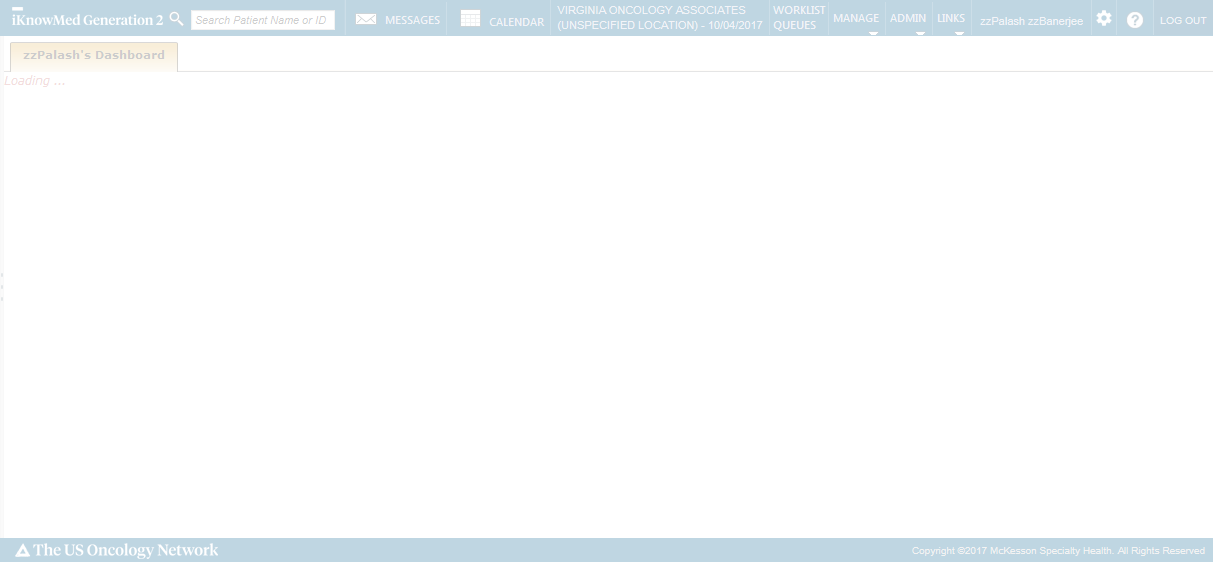 iKnowMed Generation 2
Search Patient Name or ID
MESSAGES
CALENDAR
VIRGINIA ONCOLOGY ASSOCIATES
(UNSPECIFIED LOCATION) - 10/04/2017
WORKLIST
QUEUES
MANAGE
ADMIN
LINKS
zzPalash zzBanerjee
?
LOG OUT
zzPalash's Dashboard
Loading ...
The US Oncology Network
Copyright ©2017 McKesson Specialty Health. All Rights Reserved